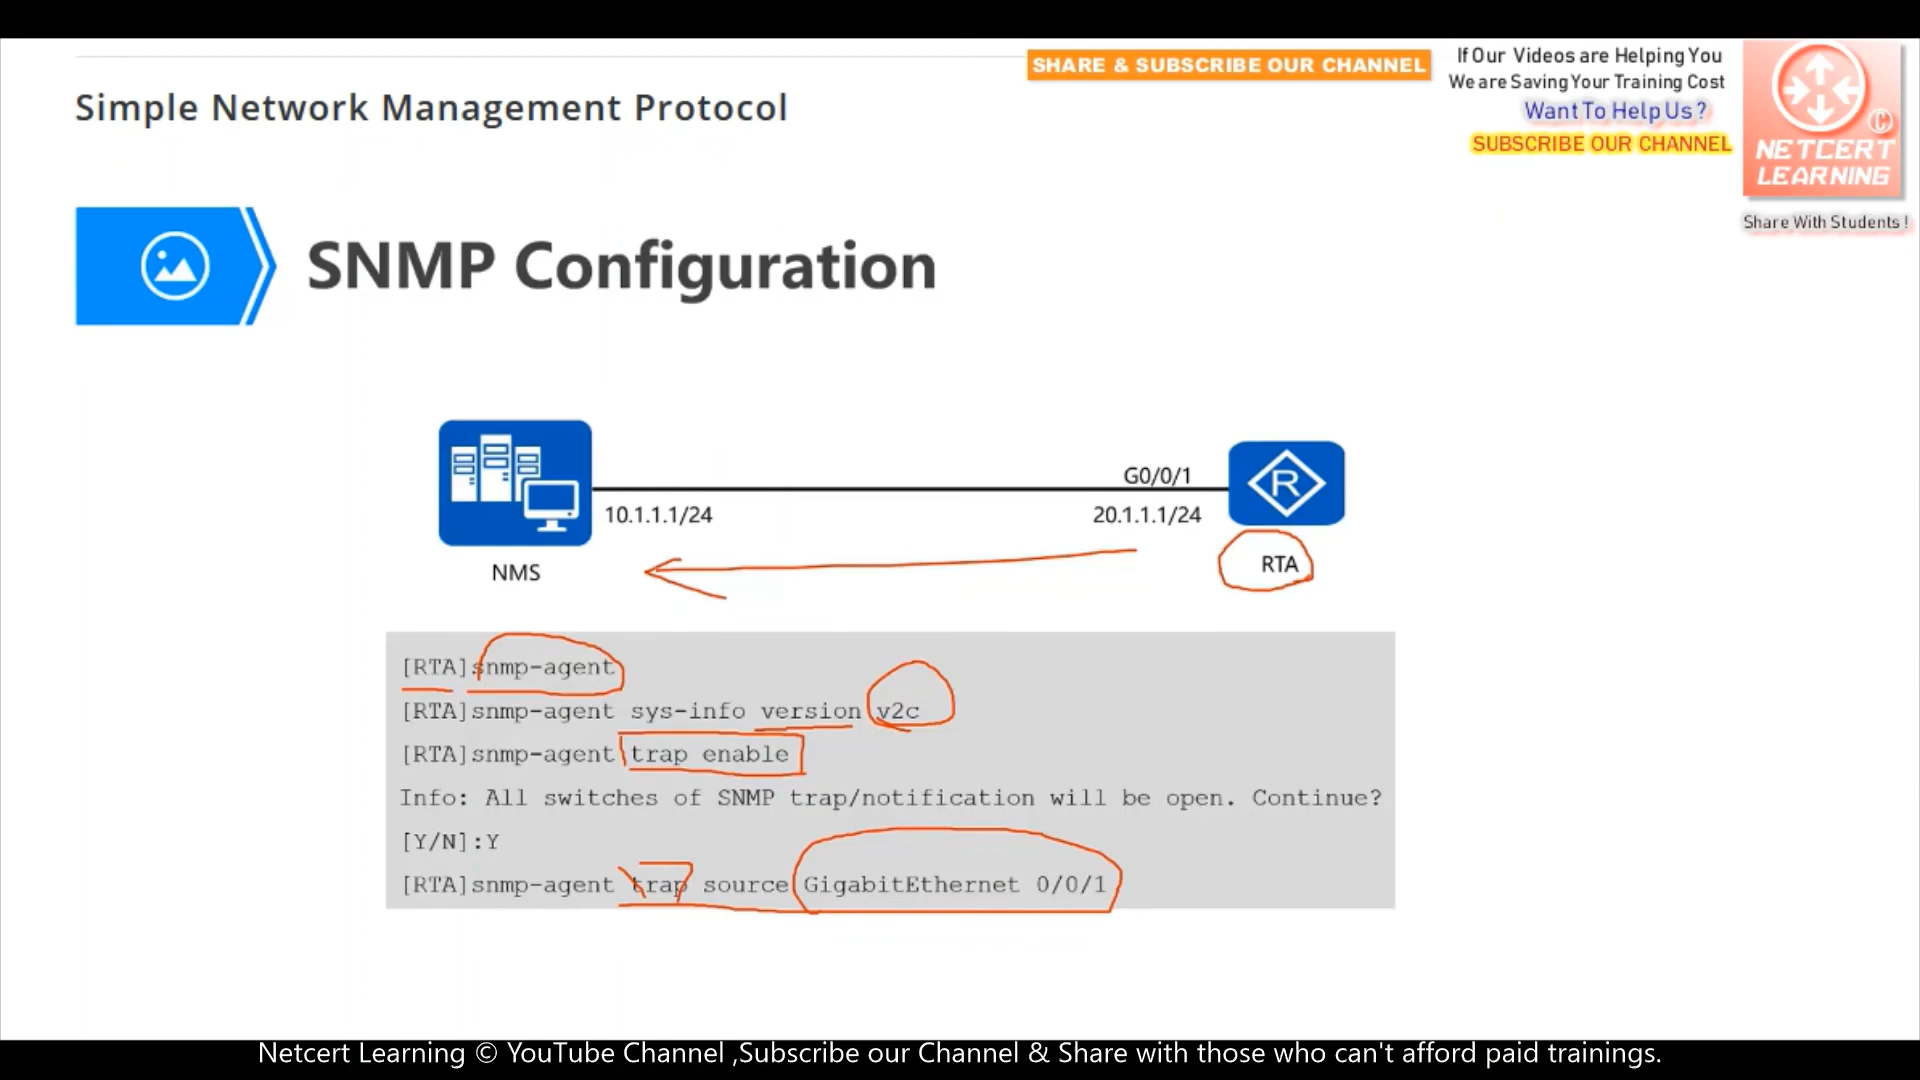 SHARE & SUBSCRIBE OUR CHANNEL
If Our Videos are Helping You
We are Saving Your Training Cost
Want To Help Us ?
SUBSCRIBE OUR CHANNEL
©
NETCERT
LEARNING
Share With Students !
Simple Network Management Protocol
SNMP Configuration
G0/0/1
R
10.1.1.1/24
20.1.1.1/24
NMS
RTA
[RTA]snmp-agent
[RTA]snmp-agent sys-info version v2c
[RTA]snmp-agent trap enable
Info: All switches of SNMP trap/notification will be open. Continue?
[Y/N]:Y
[RTA]snmp-agent trap source GigabitEthernet 0/0/1
Netcert Learning © YouTube Channel ,Subscribe our Channel & Share with those who can't afford paid trainings.